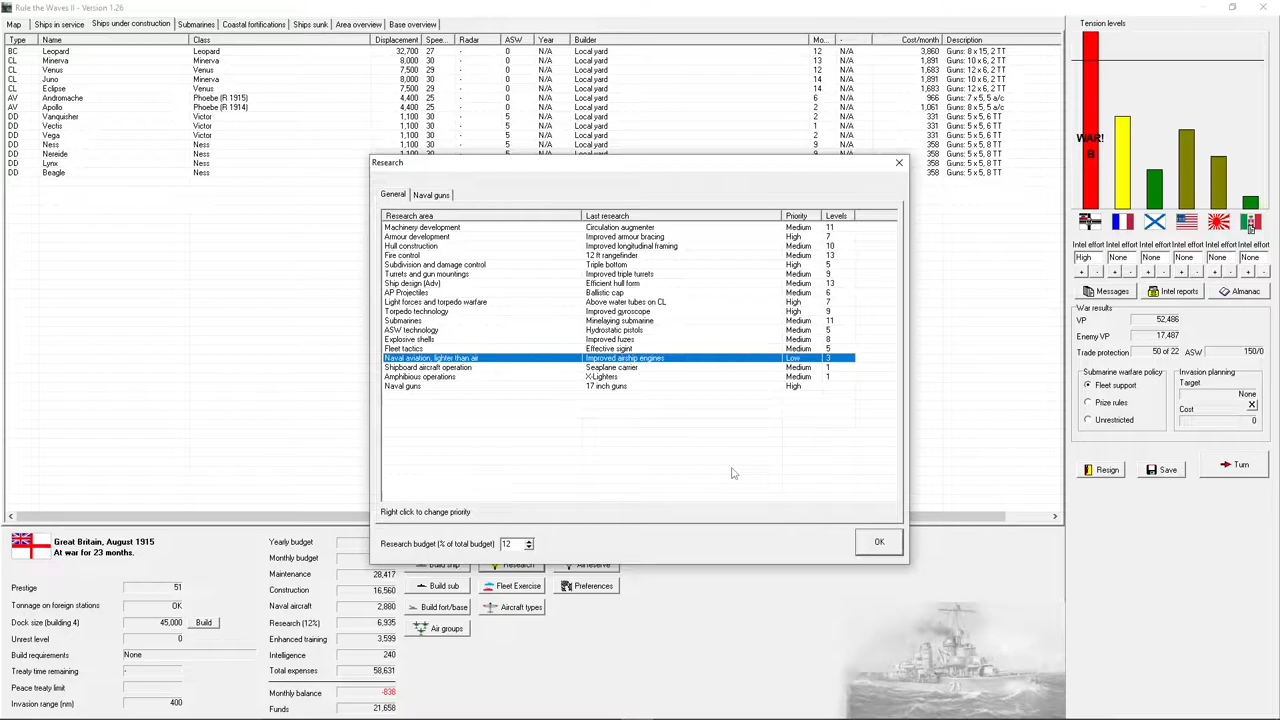 Rule the Waves II - Version 1.26
Map Ships in service Ships under construction Submarines Coastal fortifications Ships sunk Area overview Base overview
Type Name Class Displacement Spee... Radar ASW Year Builder Mo... - Cost/month Description
BC Leopard Leopard 32,700 27 - 0 N/A Local yard 12 N/A 3,860 Guns: 8 x 15, 2 TT
CL Minerva Minerva 8,000 30 - 0 N/A Local yard 13 N/A 1,891 Guns: 10 x 6, 2 TT
CL Venus Venus 7,500 29 - 0 N/A Local yard 12 N/A 1,683 Guns: 12 x 6, 2 TT
CL Juno Minerva 8,000 30 - 0 N/A Local yard 14 N/A 1,891 Guns: 10 x 6, 2 TT
CL Eclipse Venus 7,500 29 - 0 N/A Local yard 14 N/A 1,683 Guns: 12 x 6, 2 TT
AV Andromache Phoebe (R 1915) 4,400 25 - 0 N/A Local yard 6 N/A 966 Guns: 7 x 5, 5 a/c
AV Apollo Phoebe (R 1914) 4,400 25 - 0 N/A Local yard 2 N/A 1,061 Guns: 8 x 5, 5 a/c
DD Vanquisher Victor 1,100 30 - 5 N/A Local yard 2 N/A 331 Guns: 5 x 5, 6 TT
DD Vectis Victor 1,100 30 - 5 N/A Local yard 1 N/A 331 Guns: 5 x 5, 6 TT
DD Vega Victor 1,100 30 - 5 N/A Local yard 2 N/A 331 Guns: 5 x 5, 6 TT
DD Ness Ness 1,100 30 - 5 N/A Local yard 9 N/A 358 Guns: 5 x 5, 8 TT
DD Nereide Ness 358 Guns: 5 x 5, 8 TT
DD Lynx Ness 358 Guns: 5 x 5, 8 TT
DD Beagle Ness 358 Guns: 5 x 5, 8 TT
Research
General Naval guns
Research area Last research Priority Levels
Machinery development Circulation augmenter Medium 11
Armour development Improved armour bracing High 7
Hull construction Improved longitudinal framing Medium 10
Fire control 12 ft rangefinder Medium 13
Subdivision and damage control Triple bottom High 5
Turrets and gun mountings Improved triple turrets Medium 9
Ship design (Adv) Efficient hull form Medium 13
AP Projectiles Ballistic cap Medium 6
Light forces and torpedo warfare Above water tubes on CL High 7
Torpedo technology Improved gyroscope High 9
Submarines Minelaying submarine Medium 11
ASW technology Hydrostatic pistols Medium 5
Explosive shells Improved fuzes Medium 8
Fleet tactics Effective sigint Medium 5
Naval aviation, lighter than air Improved airship engines Low 3
Shipboard aircraft operation Seaplane carrier Medium 1
Amphibious operations X-Lighters Medium 1
Naval guns 17 inch guns High
Right click to change priority
Research budget (% of total budget) 12
OK
Tension levels
WAR!
B
Intel effort Intel effort Intel effort Intel effort Intel effort Intel effort
High None None None None None
+ - + - + - + - + - + -
Messages Intel reports Almanac
War results
VP 52,486
Enemy VP 17,487
Trade protection 50 of 22 ASW 150/0
Submarine warfare policy
Fleet support
Prize rules
Unrestricted
Invasion planning
Target
None
Cost X
0
Resign Save Turn
Great Britain, August 1915
At war for 23 months.
Prestige 51
Tonnage on foreign stations OK
Dock size (building 4) 45,000 Build
Unrest level 0
Build requirements None
Treaty time remaining -
Peace treaty limit
Invasion range (nm) 400
Yearly budget
Monthly budget
Maintenance 28,417
Construction 16,560
Naval aircraft 2,880
Research (12%) 6,935
Enhanced training 3,599
Intelligence 240
Total expenses 58,631
Monthly balance -838
Funds 21,658
Build ship Research Air reserve
Build sub Fleet Exercise Preferences
Build fort/base Aircraft types
Air groups